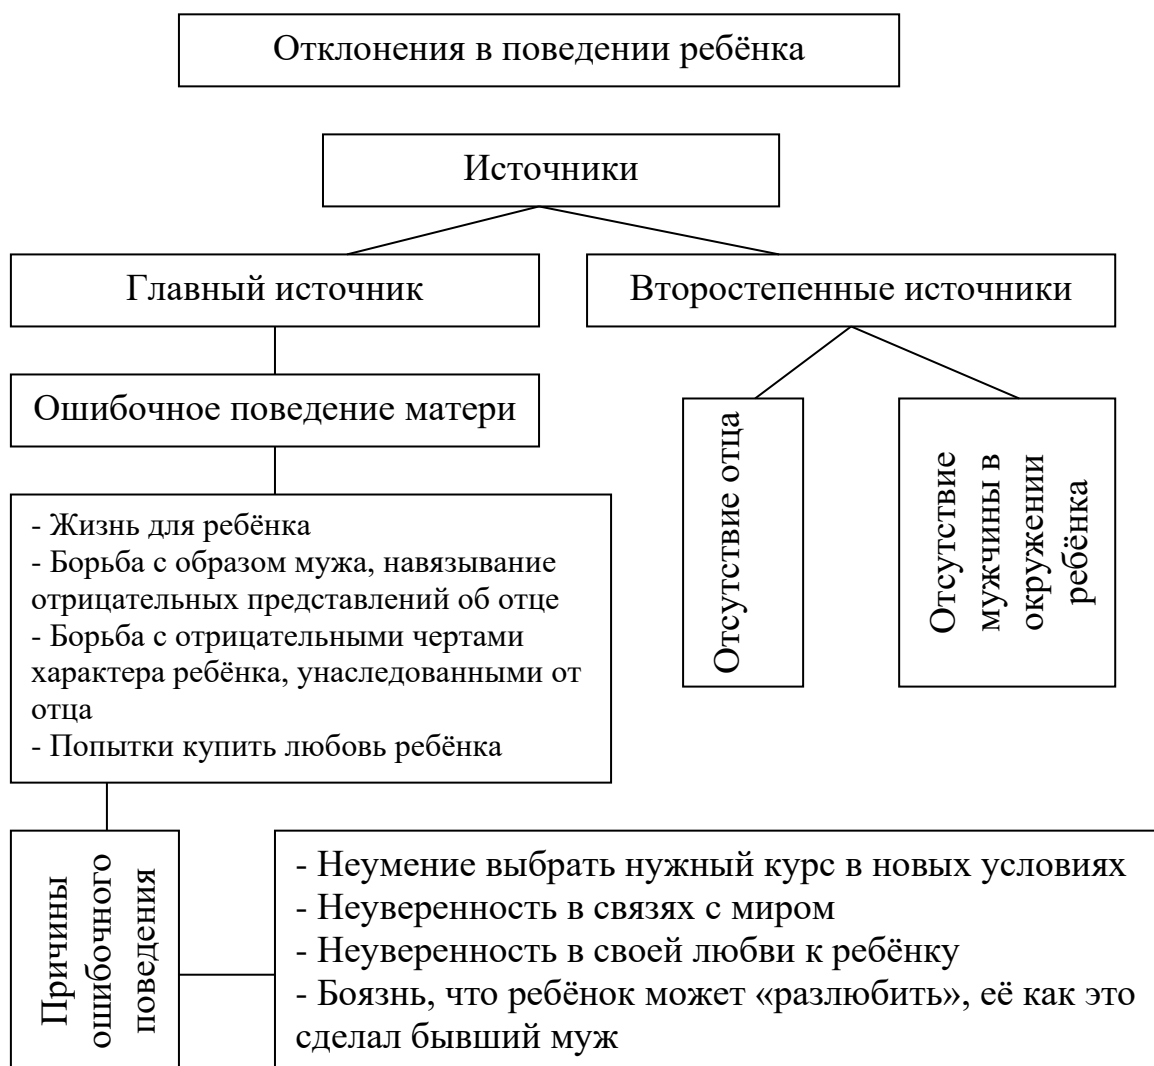 Отклонения в поведении ребёнка
Источники
Главный источник
Второстепенные источники
Ошибочное поведение матери
Отсутствие отца
Отсутствие
мужчины в
окружении
ребёнка
- Жизнь для ребёнка
- Борьба с образом мужа, навязывание
отрицательных представлений об отце
- Борьба с отрицательными чертами
характера ребёнка, унаследованными от
отца
- Попытки купить любовь ребёнка
Причины
ошибочного
поведения
- Неумение выбрать нужный курс в новых условиях
- Неуверенность в связях с миром
- Неуверенность в своей любви к ребёнку
- Боязнь, что ребёнок может «разлюбить», её как это
сделал бывший муж